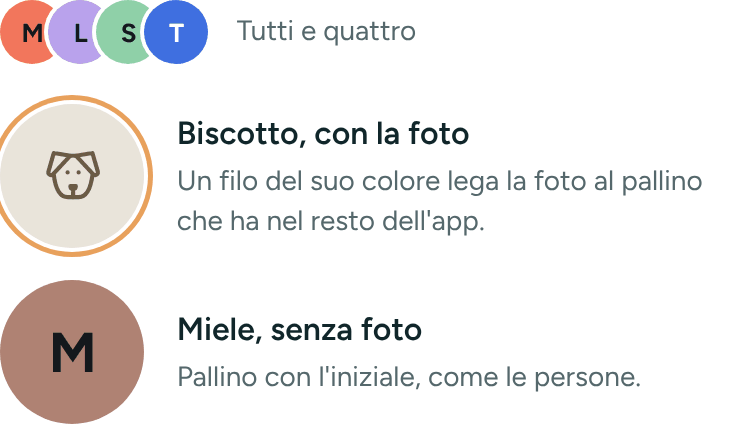 M L S T Tutti e quattro
Biscotto, con la foto
Un filo del suo colore lega la foto al pallino
che ha nel resto dell'app.
M
Miele, senza foto
Pallino con l'iniziale, come le persone.